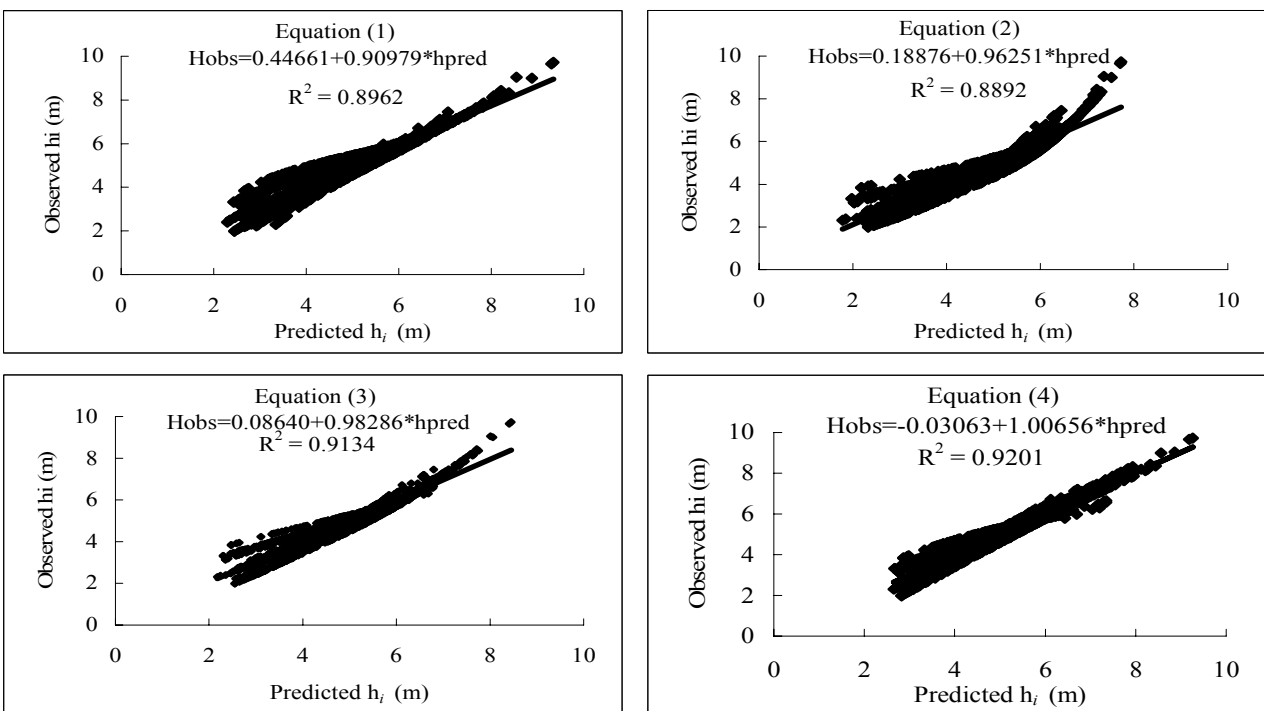 Equation (1)
Hobs=0.44661+0.90979*hpred
R² = 0.8962
10
8
6
4
2
0
Observed hi (m)
0 2 4 6 8 10
Predicted hᵢ (m)
Equation (2)
Hobs=0.18876+0.96251*hpred
R² = 0.8892
10
8
6
4
2
0
Observed hi (m)
0 2 4 6 8 10
Predicted hᵢ (m)
Equation (3)
Hobs=0.08640+0.98286*hpred
R² = 0.9134
10
8
6
4
2
0
Observed hi (m)
0 2 4 6 8 10
Predicted hᵢ (m)
Equation (4)
Hobs=-0.03063+1.00656*hpred
R² = 0.9201
10
8
6
4
2
0
Observed hi (m)
0 2 4 6 8 10
Predicted hᵢ (m)